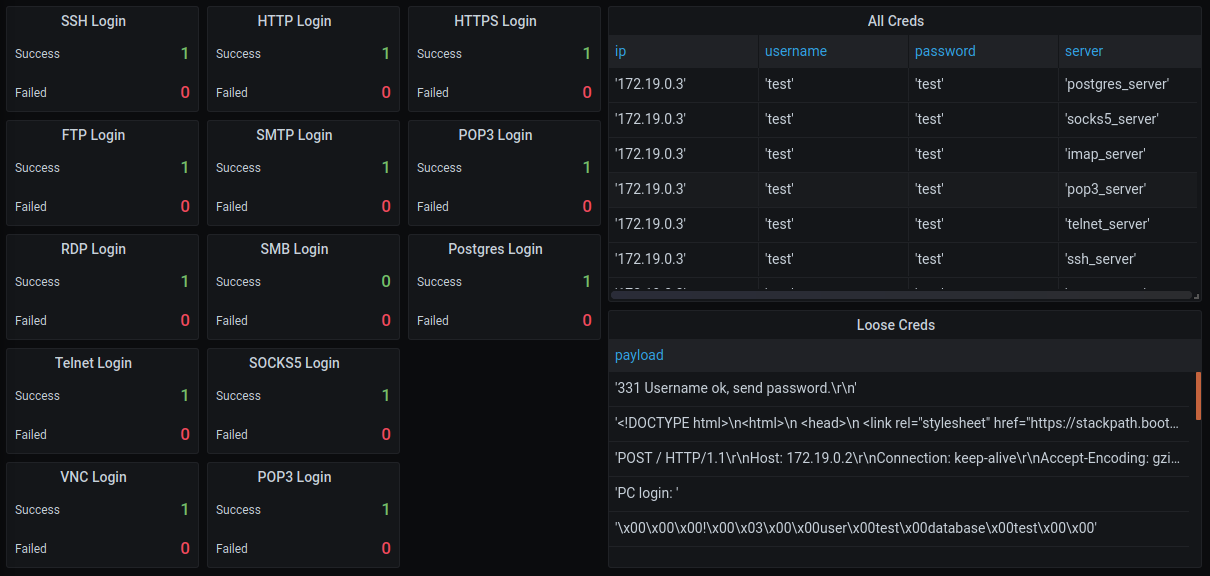 SSH Login
Success 1
Failed 0
HTTP Login
Success 1
Failed 0
HTTPS Login
Success 1
Failed 0
FTP Login
Success 1
Failed 0
SMTP Login
Success 1
Failed 0
POP3 Login
Success 1
Failed 0
RDP Login
Success 1
Failed 0
SMB Login
Success 0
Failed 0
Postgres Login
Success 1
Failed 0
Telnet Login
Success 1
Failed 0
SOCKS5 Login
Success 1
Failed 0
VNC Login
Success 1
Failed 0
POP3 Login
Success 1
Failed 0
All Creds
ip username password server
'172.19.0.3' 'test' 'test' 'postgres_server'
'172.19.0.3' 'test' 'test' 'socks5_server'
'172.19.0.3' 'test' 'test' 'imap_server'
'172.19.0.3' 'test' 'test' 'pop3_server'
'172.19.0.3' 'test' 'test' 'telnet_server'
'172.19.0.3' 'test' 'test' 'ssh_server'
Loose Creds
payload
'331 Username ok, send password.\r\n'
'<!DOCTYPE html>\n<html>\n <head>\n <link rel="stylesheet" href="https://stackpath.boot...
'POST / HTTP/1.1\r\nHost: 172.19.0.2\r\nConnection: keep-alive\r\nAccept-Encoding: gzi...
'PC login: '
'\x00\x00\x00!\x00\x03\x00\x00user\x00test\x00database\x00test\x00\x00'